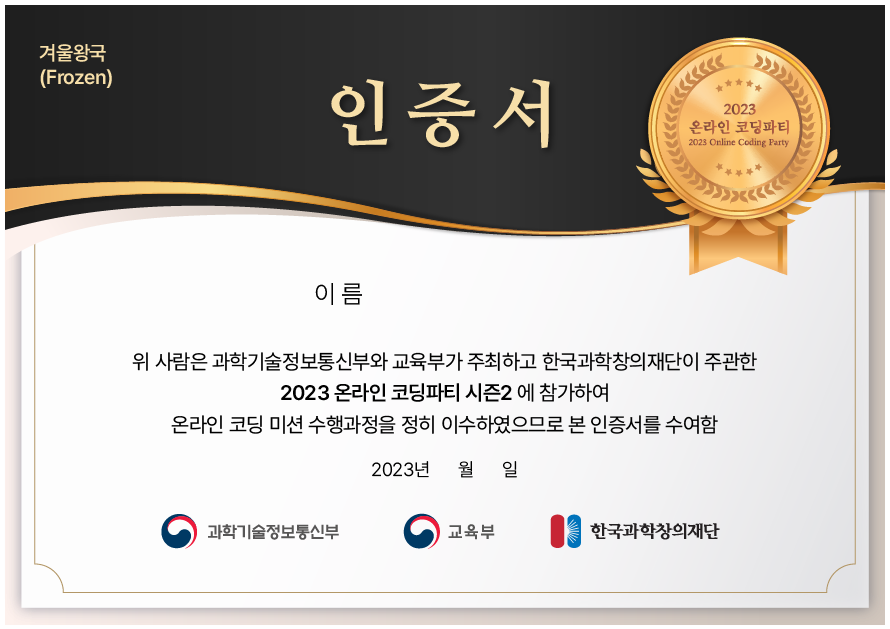 겨울왕국
(Frozen)
인증서
2023
온라인 코딩파티
2023 Online Coding Party
이 름
위 사람은 과학기술정보통신부와 교육부가 주최하고 한국과학창의재단이 주관한
2023 온라인 코딩파티 시즌2 에 참가하여
온라인 코딩 미션 수행과정을 정히 이수하였으므로 본 인증서를 수여함
2023년 월 일
과학기술정보통신부 교육부 한국과학창의재단